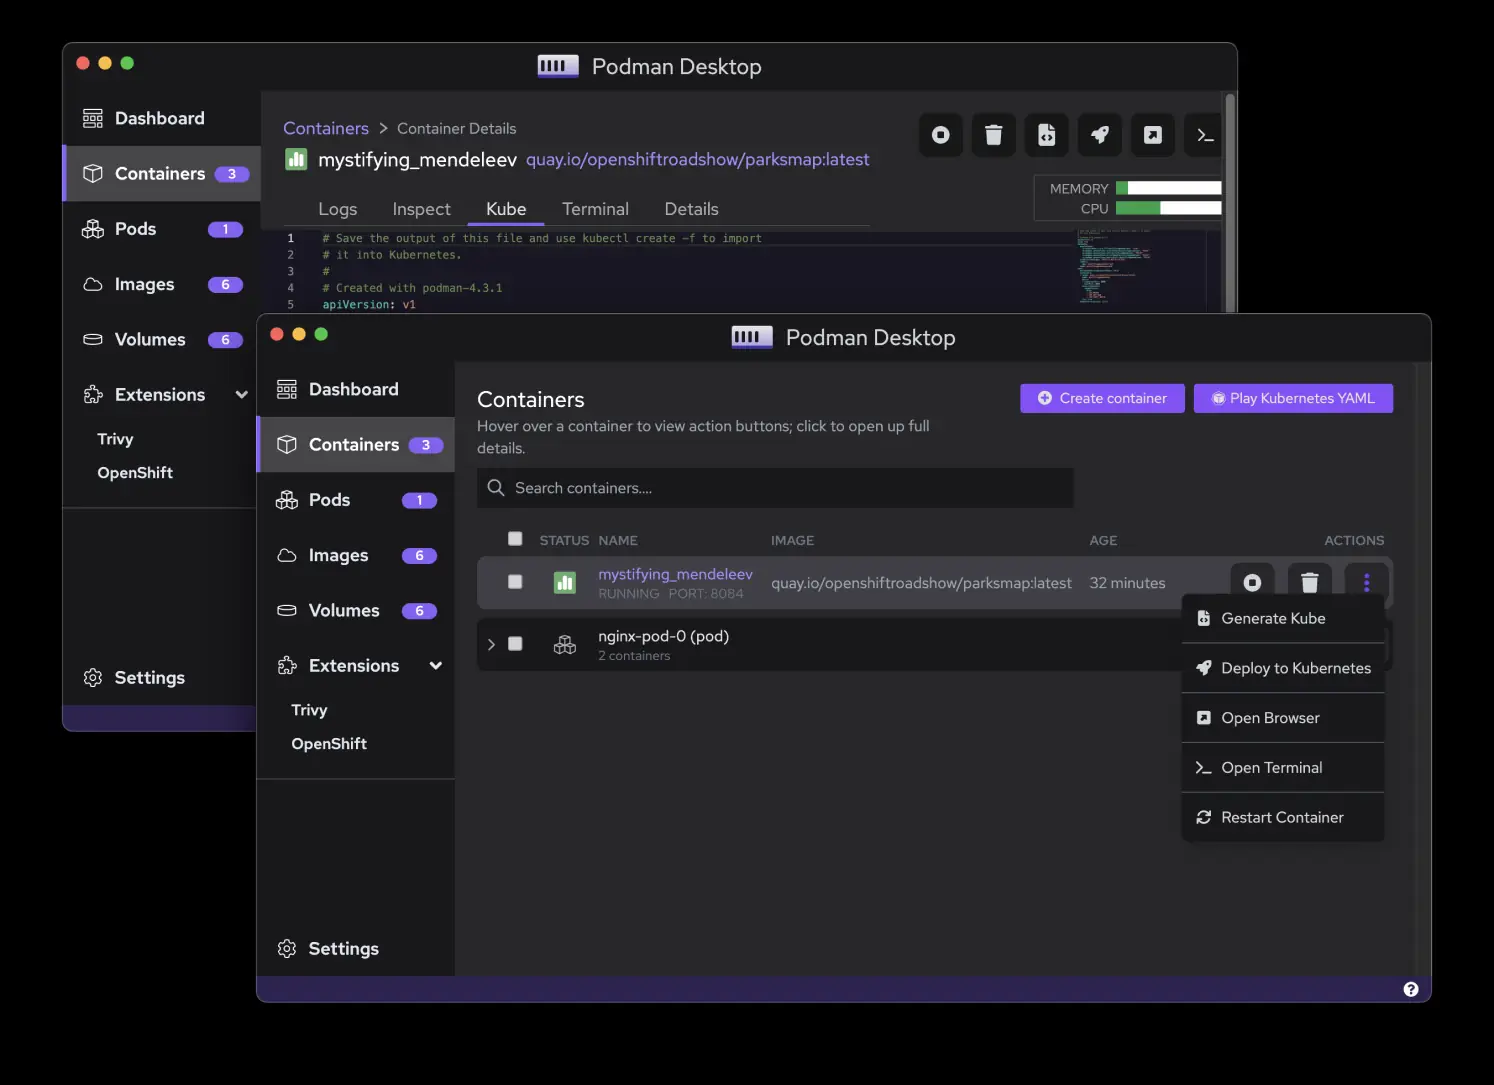 Podman Desktop
Dashboard
Containers 3
Pods 1
Images 6
Volumes 6
Extensions
Trivy
OpenShift
Settings
Containers > Container Details
mystifying_mendeleev quay.io/openshiftroadshow/parksmap:latest
MEMORY
CPU
Logs Inspect Kube Terminal Details
1 # Save the output of this file and use kubectl create -f to import
2 # it into Kubernetes.
3 #
4 # Created with podman-4.3.1
5 apiVersion: v1
Podman Desktop
Dashboard
Containers 3
Pods 1
Images 6
Volumes 6
Extensions
Trivy
OpenShift
Settings
Containers
Create container Play Kubernetes YAML
Hover over a container to view action buttons; click to open up full
details.
Search containers....
STATUS NAME IMAGE AGE ACTIONS
mystifying_mendeleev quay.io/openshiftroadshow/parksmap:latest 32 minutes
RUNNING PORT: 8084
nginx-pod-0 (pod)
2 containers
Generate Kube
Deploy to Kubernetes
Open Browser
Open Terminal
Restart Container